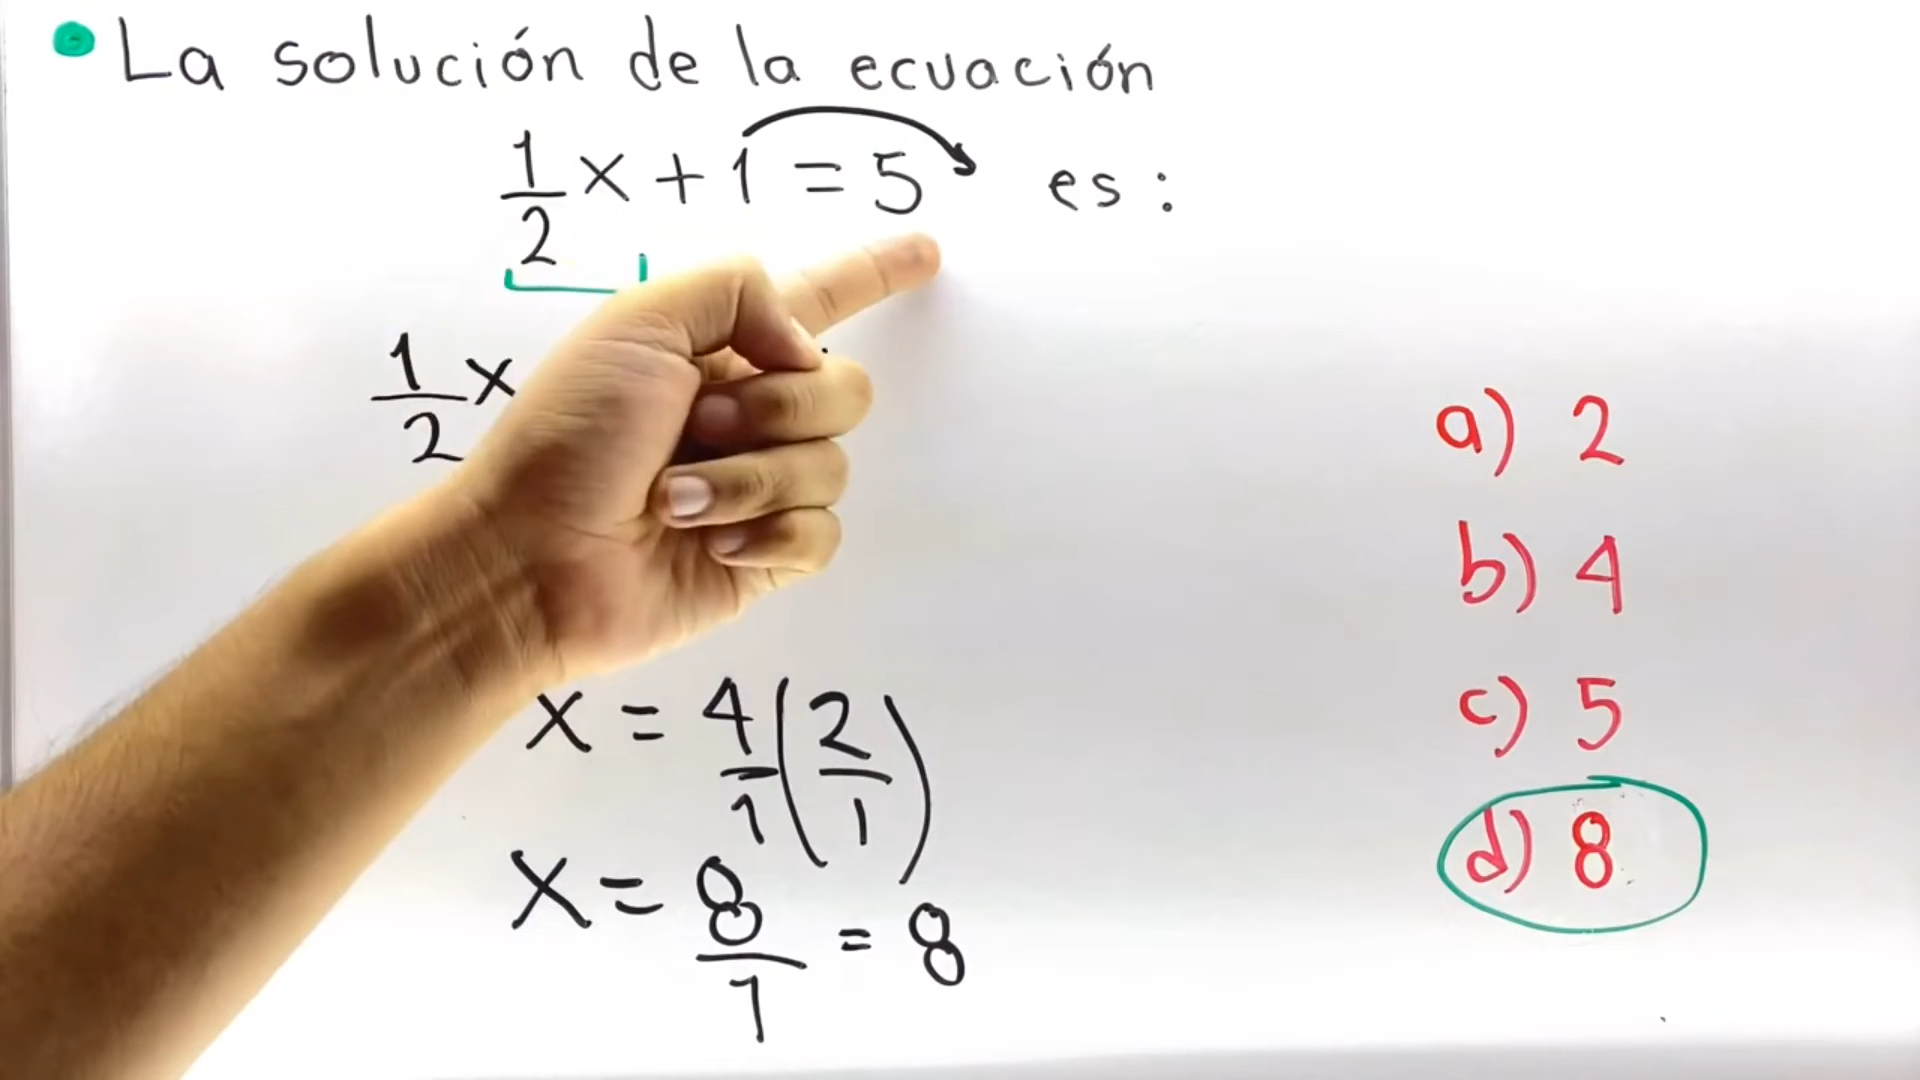 La solución de la ecuación
1/2 x + 1 = 5 es:
1/2 x
a) 2
b) 4
x = 4/1 (2/1)
c) 5
x = 8/1 = 8
d) 8